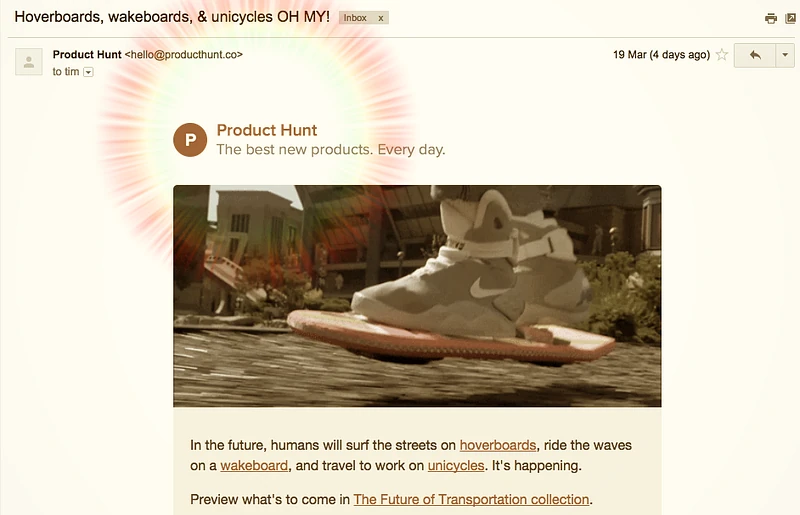 Hoverboards, wakeboards, & unicycles OH MY! Inbox x
Product Hunt <hello@producthunt.co> 19 Mar (4 days ago)
to tim
P
Product Hunt
The best new products. Every day.
In the future, humans will surf the streets on hoverboards, ride the waves
on a wakeboard, and travel to work on unicycles. It's happening.
Preview what's to come in The Future of Transportation collection.